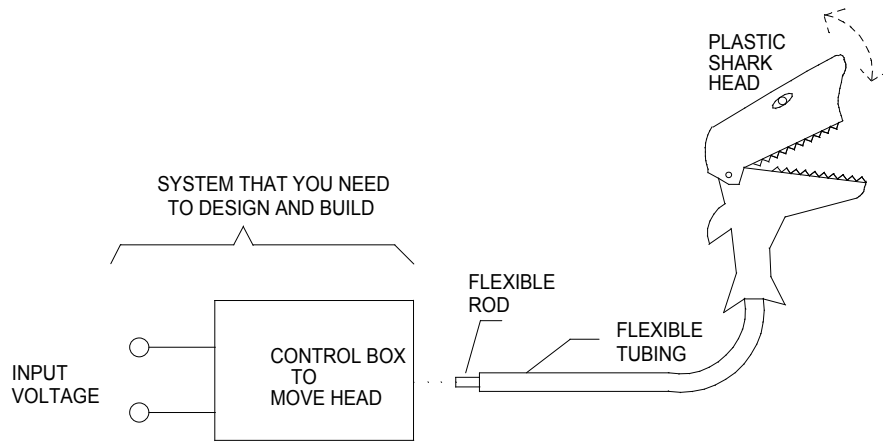 PLASTIC
SHARK
HEAD
SYSTEM THAT YOU NEED
TO DESIGN AND BUILD
FLEXIBLE
ROD
FLEXIBLE
TUBING
INPUT
VOLTAGE
CONTROL BOX
TO
MOVE HEAD